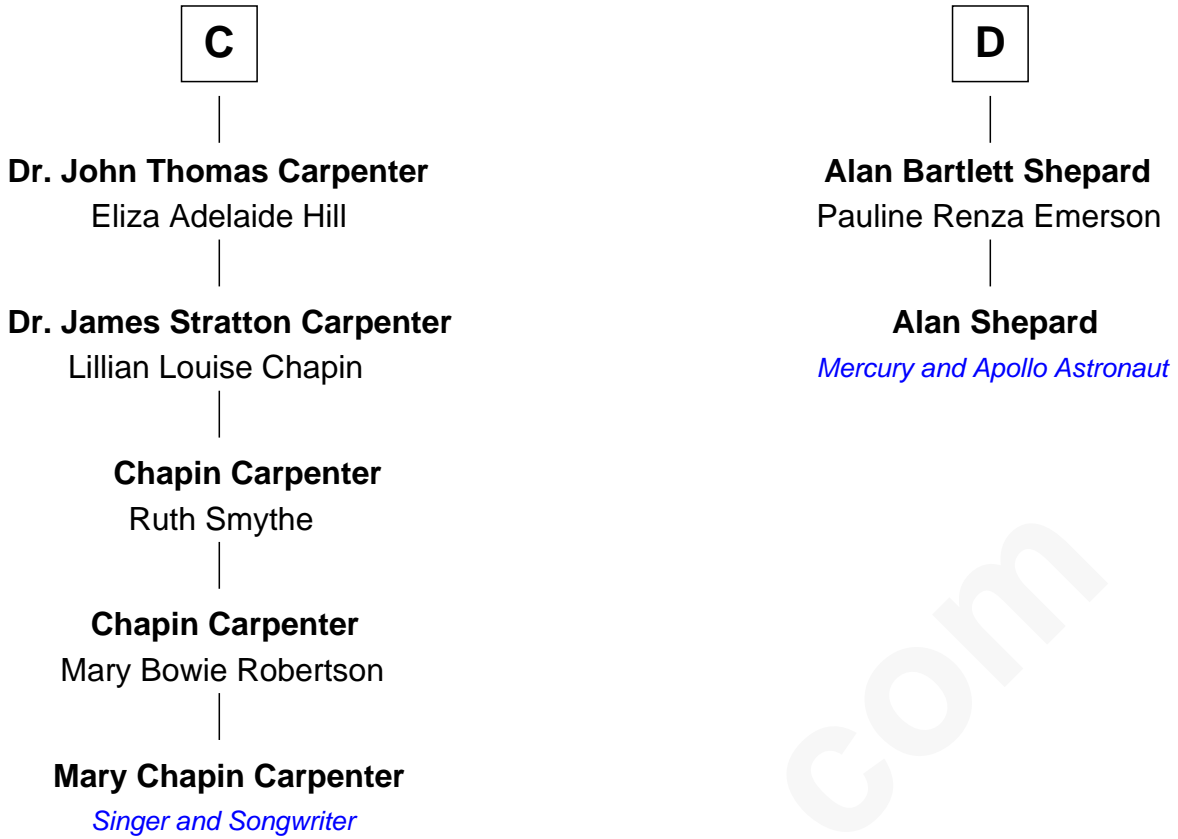 C
Dr. John Thomas Carpenter
Eliza Adelaide Hill
Dr. James Stratton Carpenter
Lillian Louise Chapin
Chapin Carpenter
Ruth Smythe
Chapin Carpenter
Mary Bowie Robertson
Mary Chapin Carpenter
Singer and Songwriter
D
Alan Bartlett Shepard
Pauline Renza Emerson
Alan Shepard
Mercury and Apollo Astronaut
com